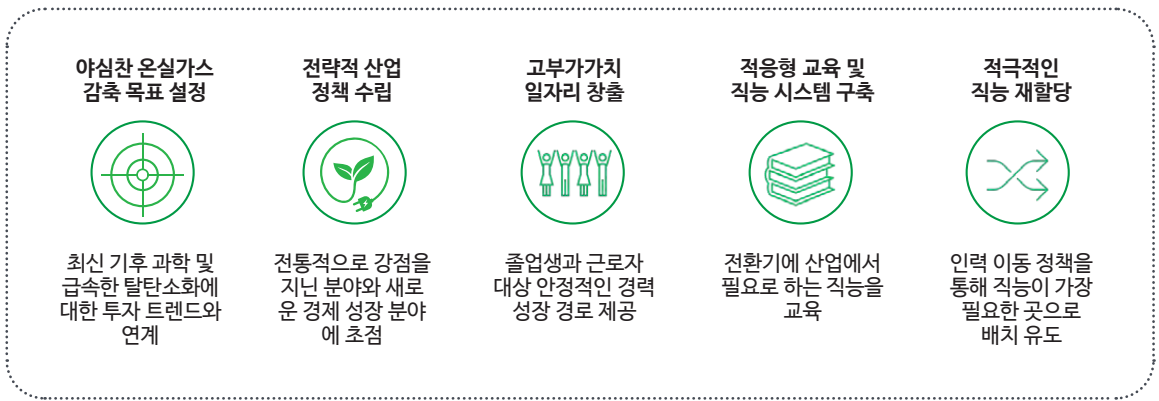 야심찬 온실가스
감축 목표 설정
최신 기후 과학 및
급속한 탈탄소화에
대한 투자 트렌드와
연계
전략적 산업
정책 수립
전통적으로 강점을
지닌 분야와 새로
운 경제 성장 분야
에 초점
고부가가치
일자리 창출
졸업생과 근로자
대상 안정적인 경력
성장 경로 제공
적응형 교육 및
직능 시스템 구축
전환기에 산업에서
필요로 하는 직능을
교육
적극적인
직능 재할당
인력 이동 정책을
통해 직능이 가장
필요한 곳으로
배치 유도